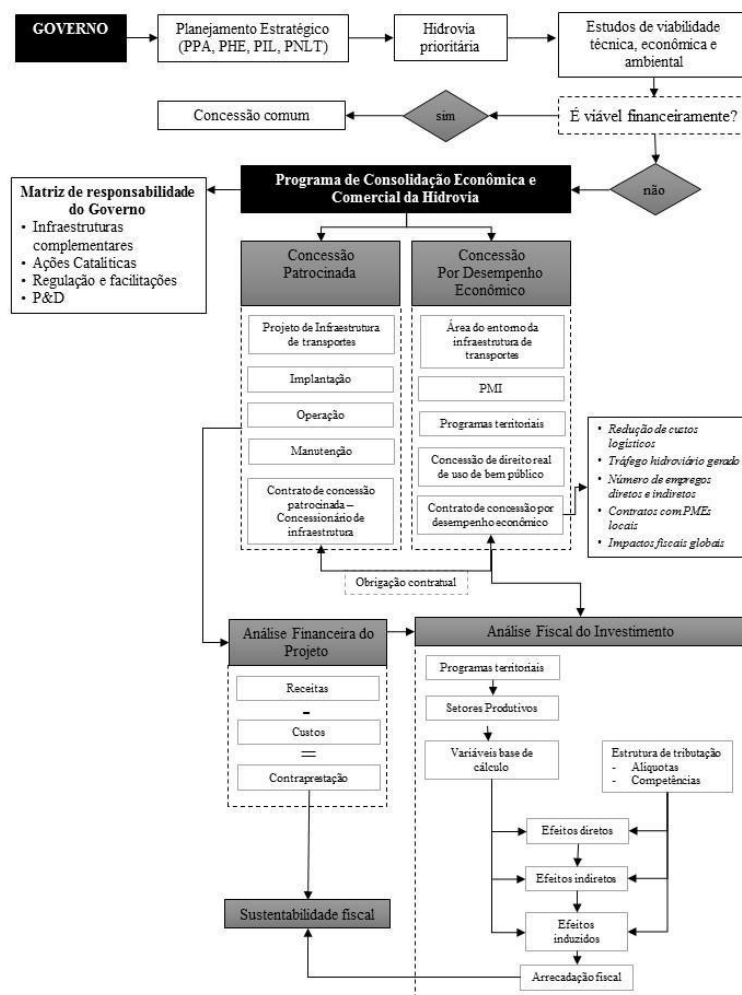 GOVERNO
Planejamento Estratégico
(PPA, PHE, PIL, PNLT)
Hidrovia
prioritária
Estudos de viabilidade
técnica, econômica e
ambiental
Concessão comum
sim
É viável financeiramente?
não
Programa de Consolidação Econômica e
Comercial da Hidrovia
Matriz de responsabilidade
do Governo
• Infraestruturas
complementares
• Ações Catalíticas
• Regulação e facilitações
• P&D
Concessão
Patrocinada
Projeto de Infraestrutura
de transportes
Implantação
Operação
Manutenção
Contrato de concessão
patrocinada –
Concessionário de
infraestrutura
Concessão
Por Desempenho
Econômico
Área do entorno da
infraestrutura de
transportes
PMI
Programas territoriais
Concessão de direito real
de uso de bem público
Contrato de concessão por
desempenho econômico
• Redução de custos
logísticos
• Tráfego hidroviário gerado
• Número de empregos
diretos e indiretos
• Contratos com PMEs
locais
• Impactos fiscais globais
Obrigação contratual
Análise Financeira do
Projeto
Receitas
-
Custos
=
Contraprestação
Análise Fiscal do Investimento
Programas territoriais
Setores Produtivos
Variáveis base de
cálculo
Estrutura de tributação
- Alíquotas
- Competências
Efeitos diretos
Efeitos indiretos
Efeitos
induzidos
Arrecadação fiscal
Sustentabilidade fiscal